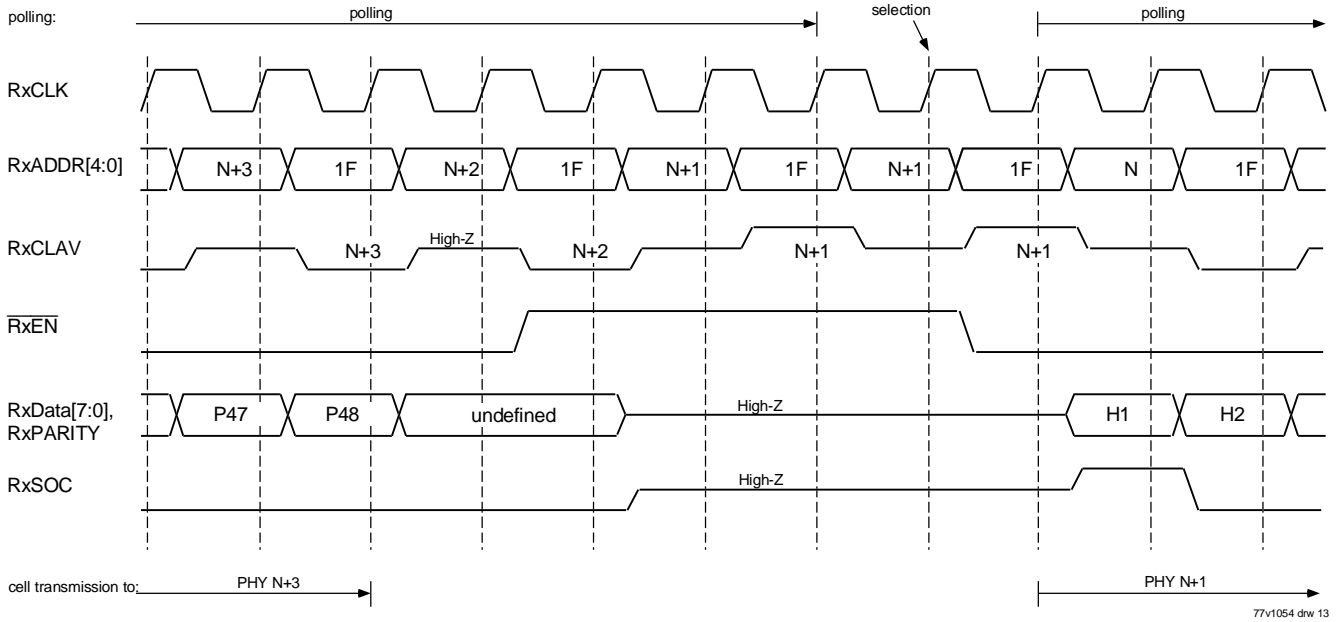 polling: polling selection polling
RxCLK
RxADDR[4:0] N+3 1F N+2 1F N+1 1F N+1 1F N 1F
RxCLAV N+3 High-Z N+2 N+1 N+1
RxEN
RxData[7:0], RxPARITY P47 P48 undefined High-Z H1 H2
RxSOC High-Z
cell transmission to: PHY N+3 PHY N+1
77v1054 drw 13